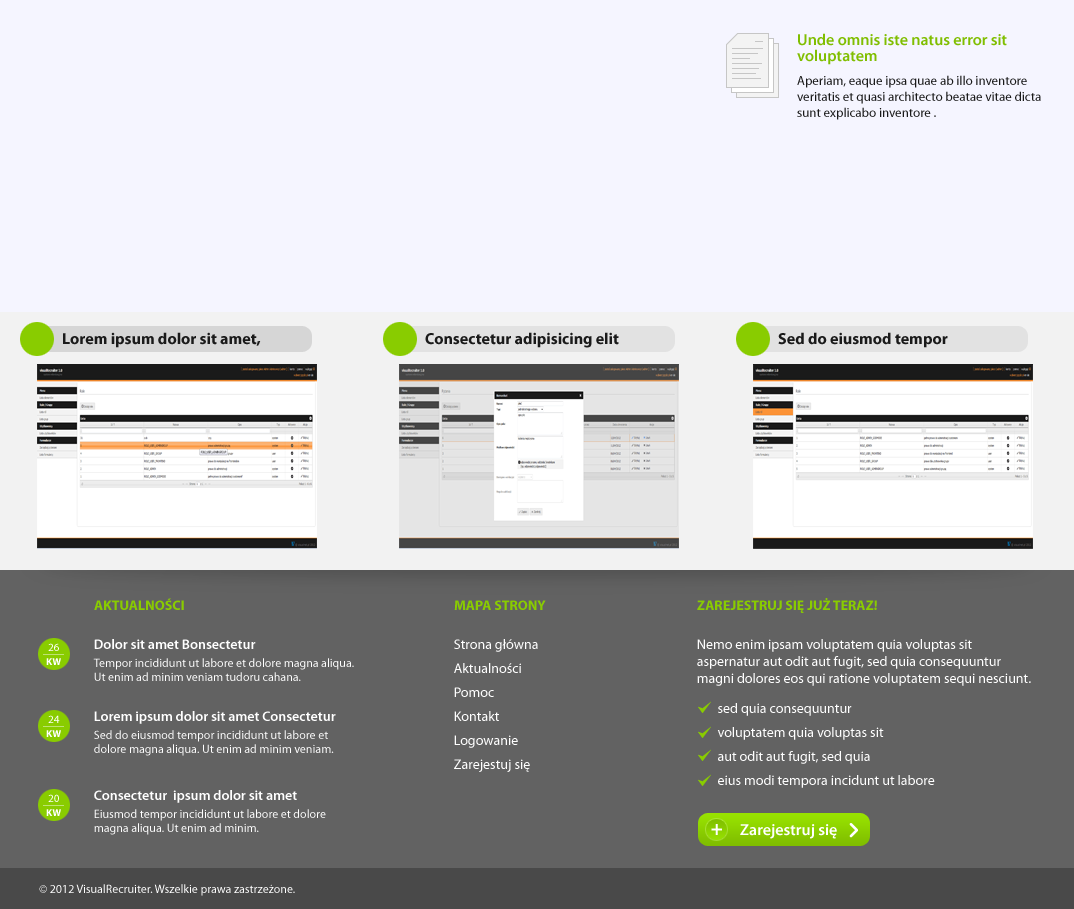 Unde omnis iste natus error sit
voluptatem
Aperiam, eaque ipsa quae ab illo inventore
veritatis et quasi architecto beatae vitae dicta
sunt explicabo inventore .
Lorem ipsum dolor sit amet,
Consectetur adipisicing elit
Sed do eiusmod tempor
AKTUALNOŚCI
26
KW
Dolor sit amet Bonsectetur
Tempor incididunt ut labore et dolore magna aliqua.
Ut enim ad minim veniam tudoru cahana.
24
KW
Lorem ipsum dolor sit amet Consectetur
Sed do eiusmod tempor incididunt ut labore et
dolore magna aliqua. Ut enim ad minim veniam.
20
KW
Consectetur  ipsum dolor sit amet
Eiusmod tempor incididunt ut labore et dolore
magna aliqua. Ut enim ad minim.
MAPA STRONY
Strona główna
Aktualności
Pomoc
Kontakt
Logowanie
Zarejestuj się
ZAREJESTRUJ SIĘ JUŻ TERAZ!
Nemo enim ipsam voluptatem quia voluptas sit
aspernatur aut odit aut fugit, sed quia consequuntur
magni dolores eos qui ratione voluptatem sequi nesciunt.
sed quia consequuntur
voluptatem quia voluptas sit
aut odit aut fugit, sed quia
eius modi tempora incidunt ut labore
Zarejestruj się
© 2012 VisualRecruiter. Wszelkie prawa zastrzeżone.